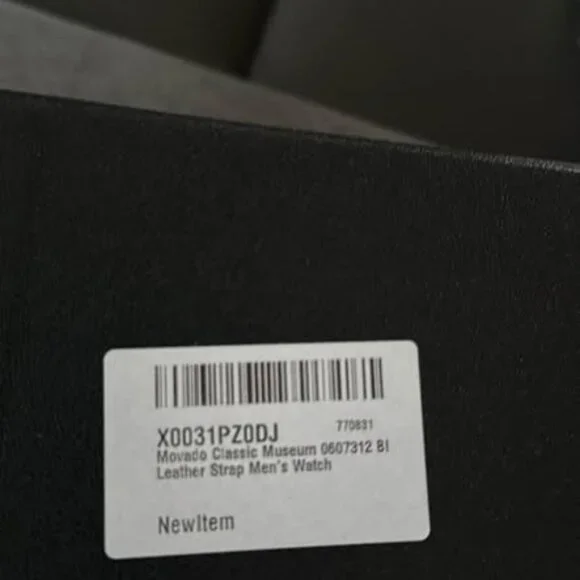 X0031PZ0DJ 770831
Movado Classic Museum 0607312 Bl
Leather Strap Men's Watch
NewItem